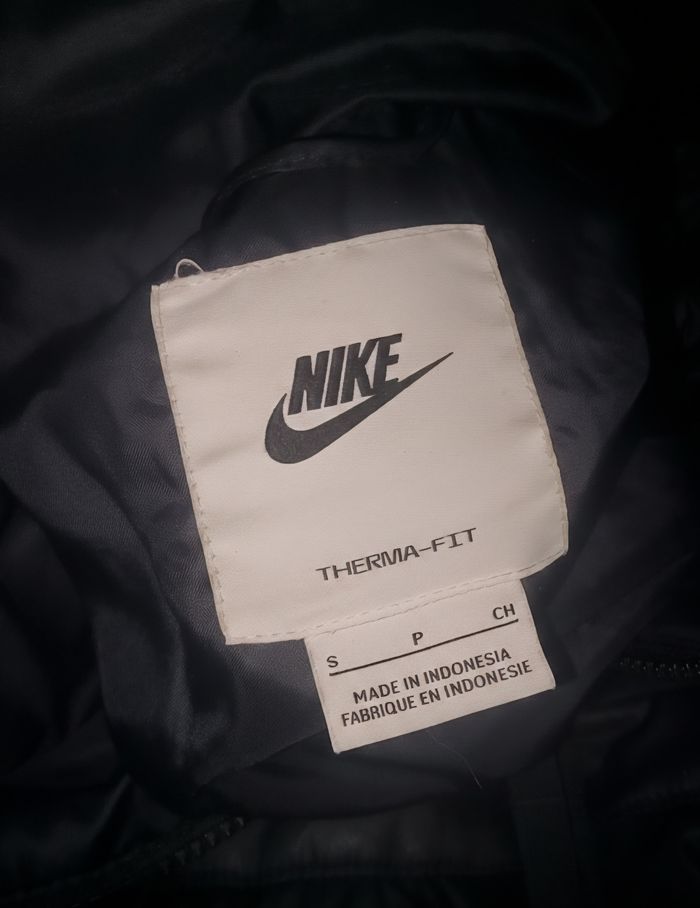 NIKE
THERMA-FIT
S P CH
MADE IN INDONESIA
FABRIQUE EN INDONESIE